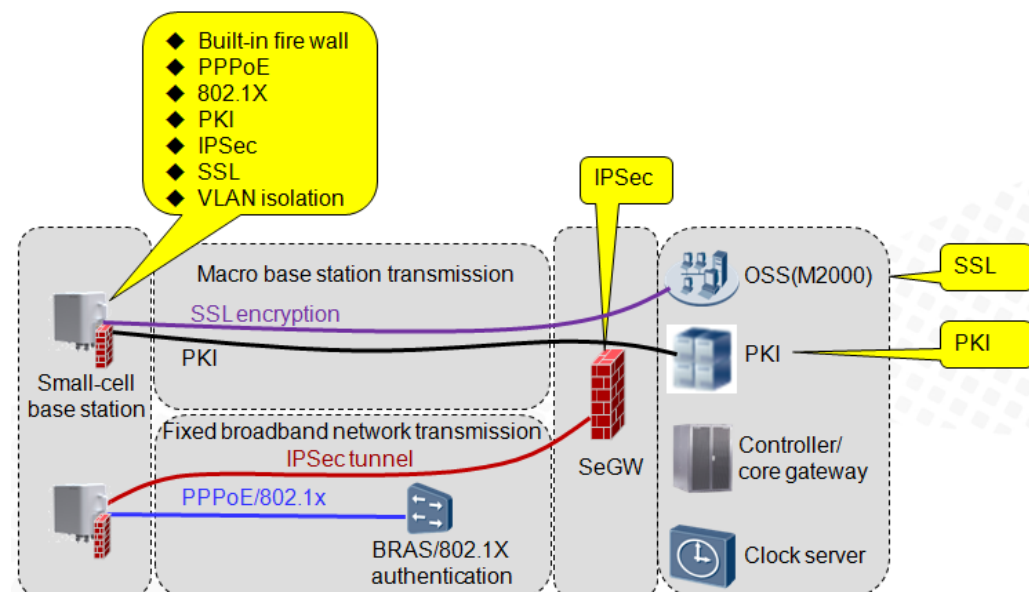 ◆ Built-in fire wall
◆ PPPoE
◆ 802.1X
◆ PKI
◆ IPSec
◆ SSL
◆ VLAN isolation
IPSec
Macro base station transmission
SSL encryption
PKI
Small-cell
base station
Fixed broadband network transmission
IPSec tunnel
PPPoE/802.1x
BRAS/802.1X
authentication
SeGW
OSS(M2000)
SSL
PKI
PKI
Controller/
core gateway
Clock server